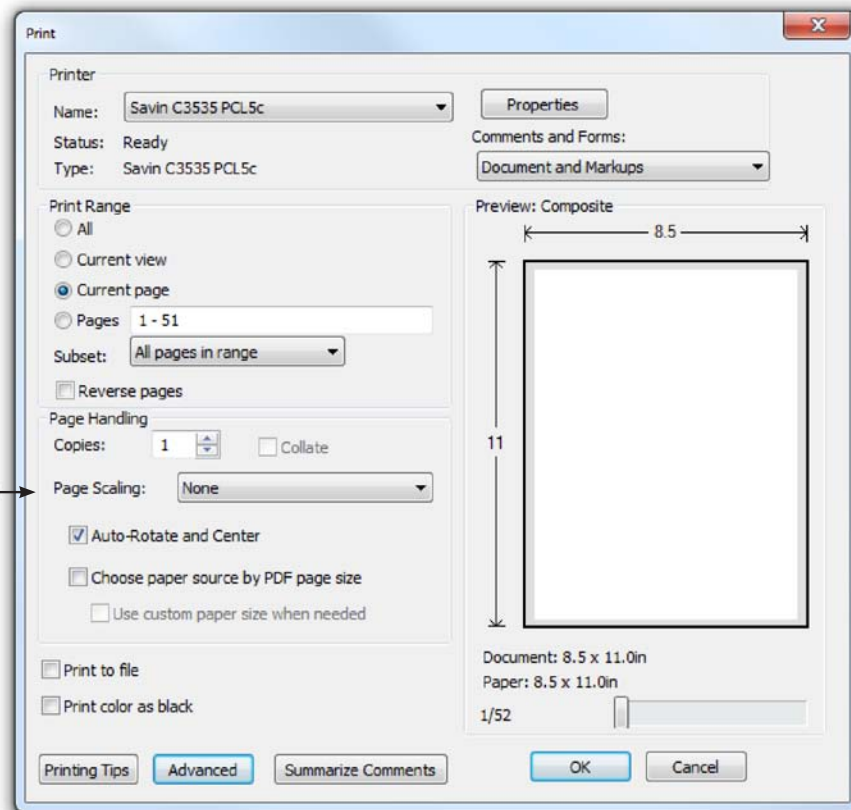 Print
Printer
Name: Savin C3535 PCL5c
Properties
Status: Ready
Comments and Forms:
Type: Savin C3535 PCL5c
Document and Markups
Print Range
All
Current view
Current page
Pages 1 - 51
Subset: All pages in range
Reverse pages
Page Handling
Copies: 1 Collate
Page Scaling: None
Auto-Rotate and Center
Choose paper source by PDF page size
Use custom paper size when needed
Print to file
Print color as black
Preview: Composite
8.5
11
Document: 8.5 x 11.0in
Paper: 8.5 x 11.0in
1/52
Printing Tips Advanced Summarize Comments OK Cancel